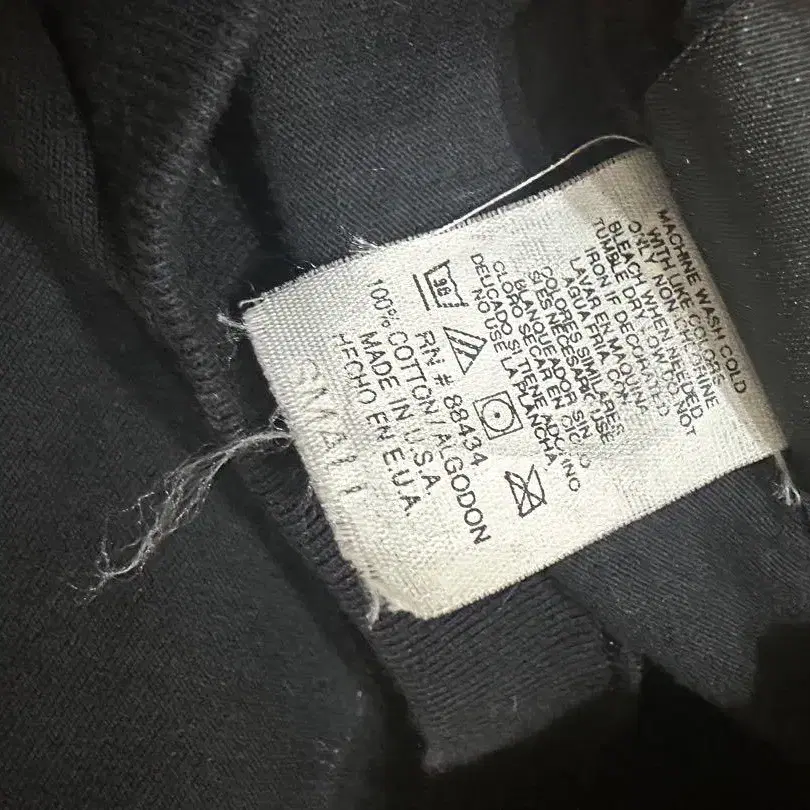 MACHINE WASH COLD
WITH LIKE COLORS
ONLY NON-CHLORINE
BLEACH WHEN NEEDED
TUMBLE DRY LOW DO NOT
IRON IF DECORATED
LAVAR EN MAQUINA
AGUA FRIA CON
COLORES SIMILARES
SI ES NECESARIO USE
BLANQUEADOR SIN
CLORO SECAR EN CICLO
DELICADO SI TIENE ADORNO
NO USE LA PLANCHA
RN # 88434
100% COTTON/ALGODON
MADE IN U.S.A.
HECHO EN E.U.A.
SMALL